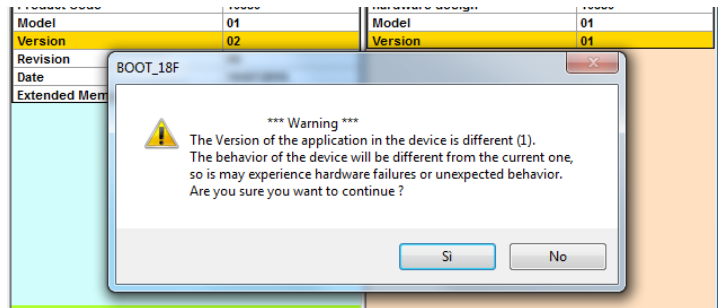 Model 01 Model 01
Version 02 Version 01
Revision
Date
Extended Mem
BOOT_18F
*** Warning ***
The Version of the application in the device is different (1).
The behavior of the device will be different from the current one,
so is may experience hardware failures or unexpected behavior.
Are you sure you want to continue ?
Sì No